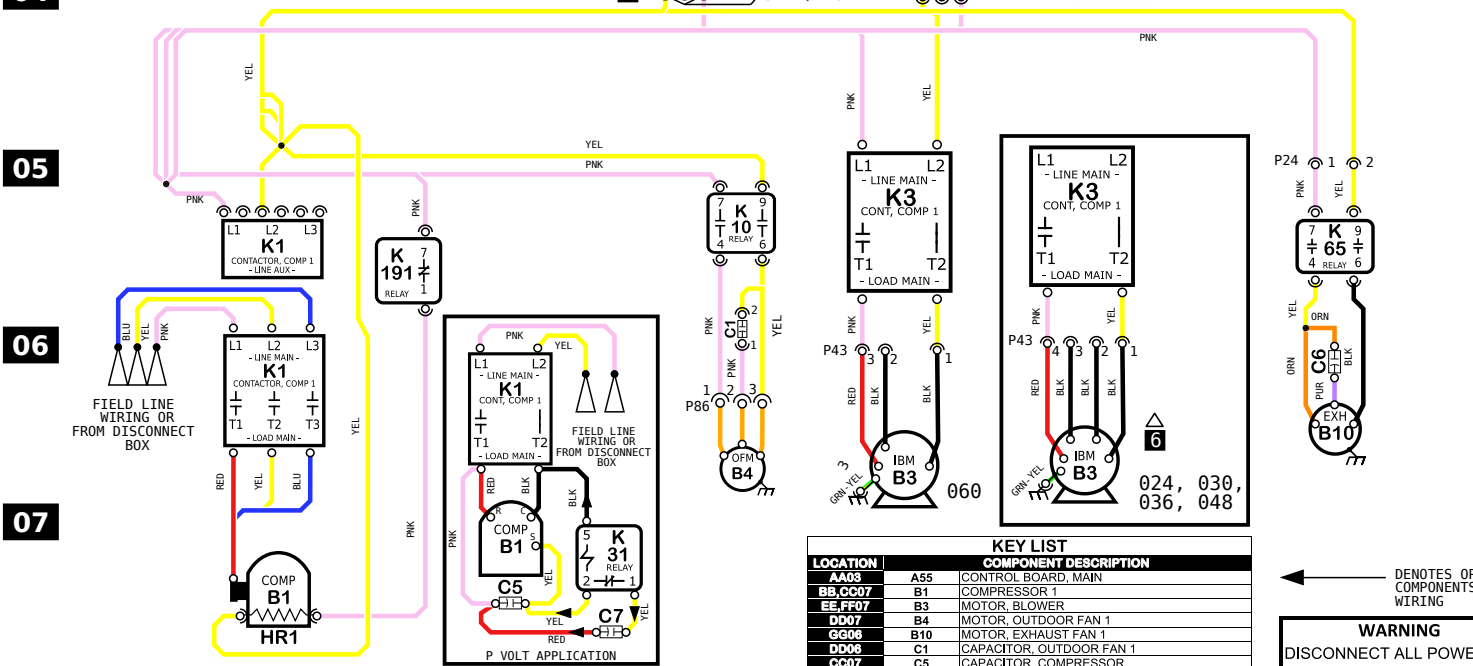 PNK
YEL
PNK
YEL
YEL
PNK
05
PNK
PNK
L1 L2 L3
K1
CONTACTOR, COMP 1
- LINE AUX -
K
191
7
1
RELAY
7 9
K
10
RELAY
4 6
L1 L2
- LINE MAIN -
K3
CONT, COMP 1
T1 T2
- LOAD MAIN -
L1 L2
- LINE MAIN -
K3
CONT, COMP 1
T1 T2
- LOAD MAIN -
P24 1 2
PNK
YEL
7 9
K
65
4 RELAY 6
06
BLU
YEL
PNK
L1 L2 L3
- LINE MAIN -
K1
CONTACTOR, COMP 1
T1 T2 T3
- LOAD MAIN -
FIELD LINE
WIRING OR
FROM DISCONNECT
BOX
YEL
RED
YEL
BLU
PNK
YEL
L1 L2
- LINE MAIN -
K1
CONT, COMP 1
T1 T2
- LOAD MAIN -
FIELD LINE
WIRING OR
FROM DISCONNECT
BOX
PNK
C1
2
1
YEL
PNK
1 2 3
P86
OFM
B4
PNK
YEL
P43 3 2 1
RED
BLK
BLK
IBM
B3
3
GRN-YEL
060
PNK
YEL
P43 4 3 2 1
RED
BLK
BLK
BLK
IBM
B3
GRN-YEL
6
024, 030,
036, 048
YEL
ORN
ORN
C6
BLK
PUR
EXH
B10
07
COMP
B1
HR1
PNK
PNK
RED
BLK
BLK
R C
COMP
B1
S
YEL
5
K
31
RELAY
2 1
C5
YEL
YEL
C7
RED
P VOLT APPLICATION
KEY LIST
LOCATION COMPONENT DESCRIPTION
AA03 A55 CONTROL BOARD, MAIN
BB,CC07 B1 COMPRESSOR 1
EE,FF07 B3 MOTOR, BLOWER
DD07 B4 MOTOR, OUTDOOR FAN 1
GG06 B10 MOTOR, EXHAUST FAN 1
DD06 C1 CAPACITOR, OUTDOOR FAN 1
CC07 C5 CAPACITOR, COMPRESSOR
DENOTES OP
COMPONENTS
WIRING
WARNING
DISCONNECT ALL POWE